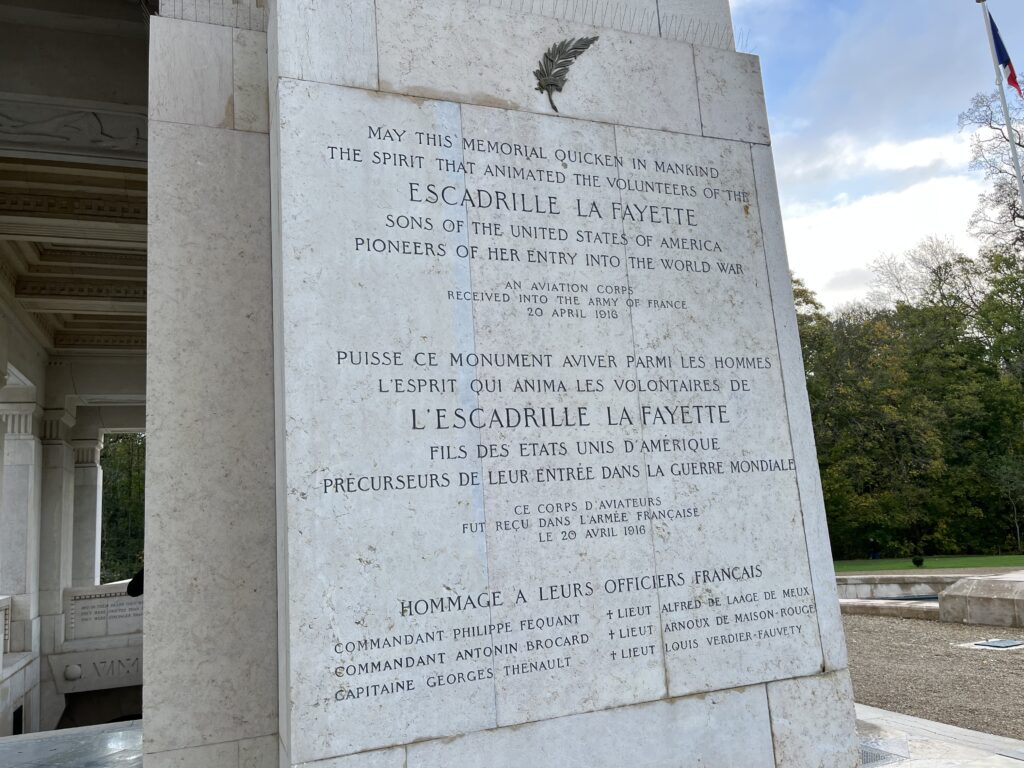 MAY THIS MEMORIAL QUICKEN IN MANKIND
THE SPIRIT THAT ANIMATED THE VOLUNTEERS OF THE
ESCADRILLE LA FAYETTE
SONS OF THE UNITED STATES OF AMERICA
PIONEERS OF HER ENTRY INTO THE WORLD WAR
AN AVIATION CORPS
RECEIVED INTO THE ARMY OF FRANCE
20 APRIL 1916
PUISSE CE MONUMENT AVIVER PARMI LES HOMMES
L'ESPRIT QUI ANIMA LES VOLONTAIRES DE
L'ESCADRILLE LA FAYETTE
FILS DES ETATS UNIS D'AMÉRIQUE
PRÉCURSEURS DE LEUR ENTRÉE DANS LA GUERRE MONDIALE
CE CORPS D'AVIATEURS
FUT REÇU DANS L'ARMÉE FRANÇAISE
LE 20 AVRIL 1916
HOMMAGE A LEURS OFFICIERS FRANÇAIS
COMMANDANT PHILIPPE FEQUANT
COMMANDANT ANTONIN BROCARD
CAPITAINE GEORGES THENAULT
† LIEUT ALFRED DE LAAGE DE MEUX
† LIEUT ARNOUX DE MAISON-ROUGE
† LIEUT LOUIS VERDIER-FAUVETY